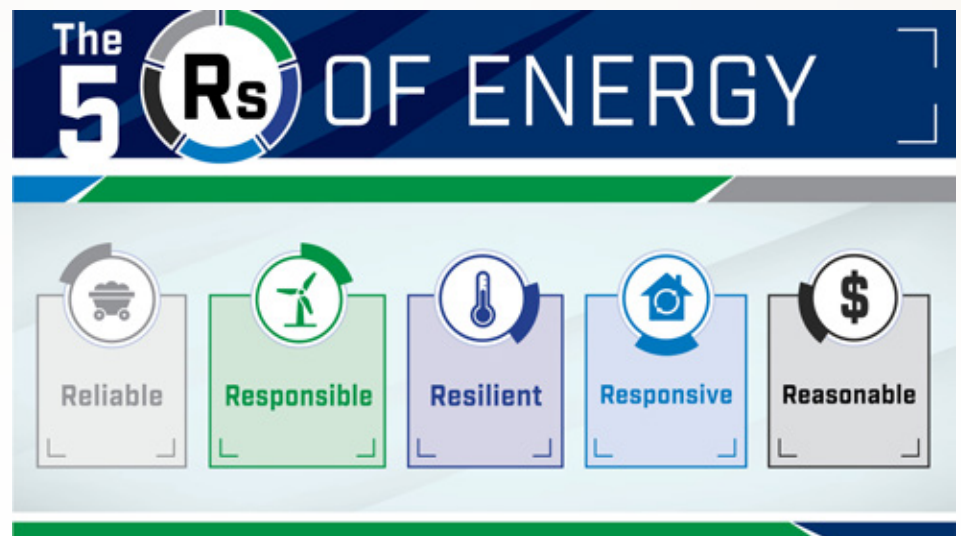 The
5 Rs OF ENERGY
Reliable
Responsible
Resilient
Responsive
Reasonable
$